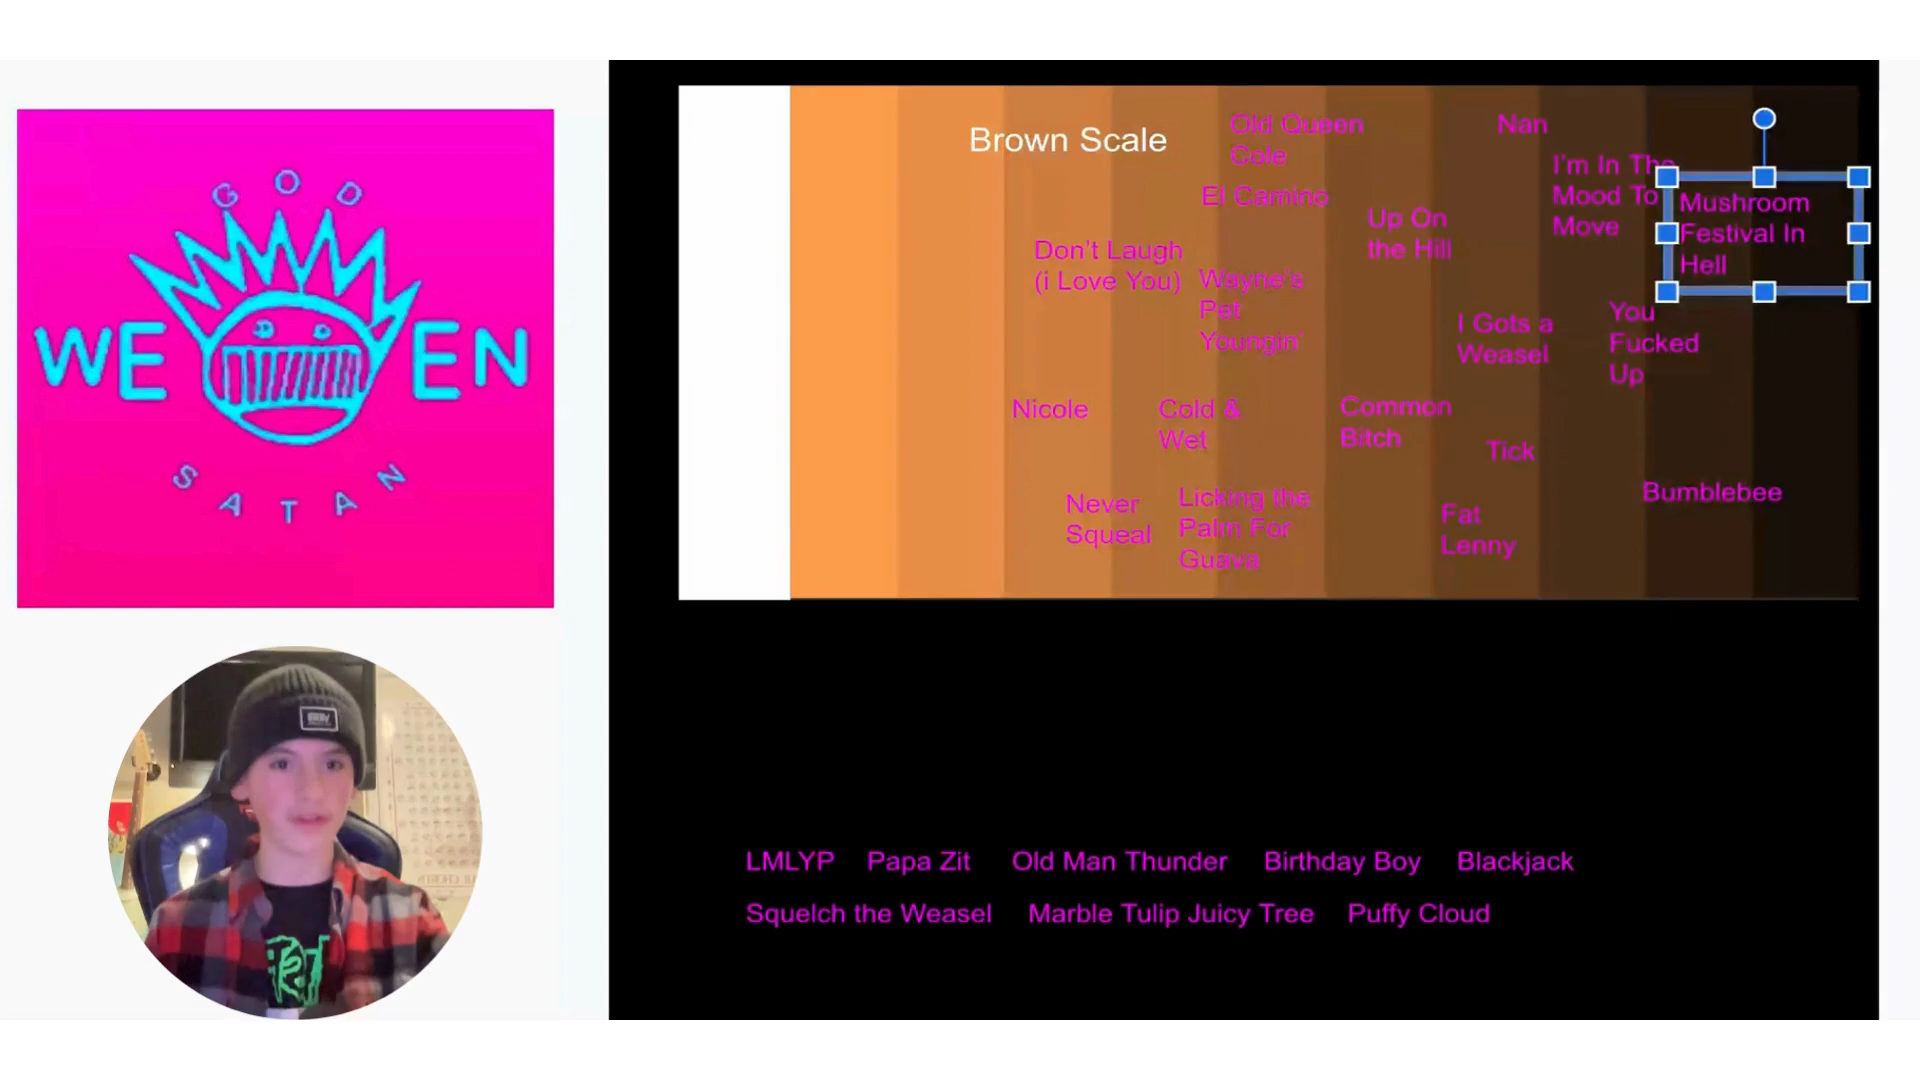 GOD
WEEN
SATAN
Brown Scale
Old Queen
Cole
Nan
I'm In The
Mood To
Move
Mushroom
Festival In
Hell
El Camino
Up On
the Hill
Don't Laugh
(i Love You)
Wayne's
Pet
Youngin'
I Gots a
Weasel
You
Fucked
Up
Nicole
Cold &
Wet
Common
Bitch
Tick
Bumblebee
Never
Squeal
Licking the
Palm For
Guava
Fat
Lenny
LMLYP Papa Zit Old Man Thunder Birthday Boy Blackjack
Squelch the Weasel Marble Tulip Juicy Tree Puffy Cloud